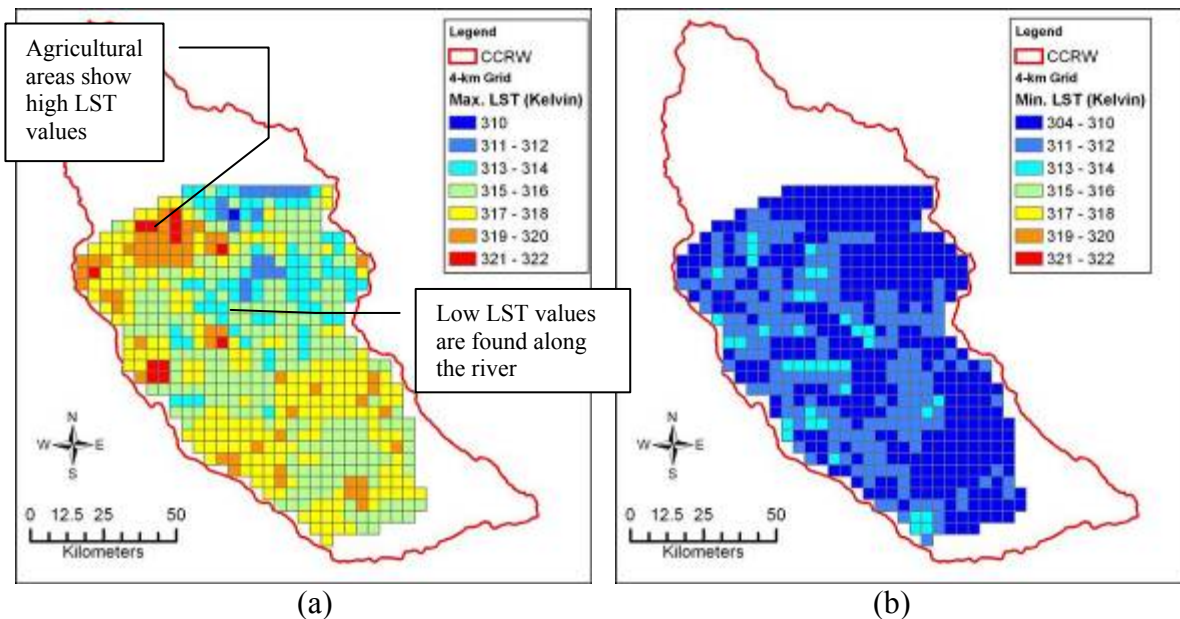 Agricultural
areas show
high LST
values
Legend
CCRW
4-km Grid
Max. LST (Kelvin)
310
311 - 312
313 - 314
315 - 316
317 - 318
319 - 320
321 - 322
Low LST values
are found along
the river
N
W E
S
0 12.5 25 50
Kilometers
(a)
Legend
CCRW
4-km Grid
Min. LST (Kelvin)
304 - 310
311 - 312
313 - 314
315 - 316
317 - 318
319 - 320
321 - 322
N
W E
S
0 12.5 25 50
Kilometers
(b)